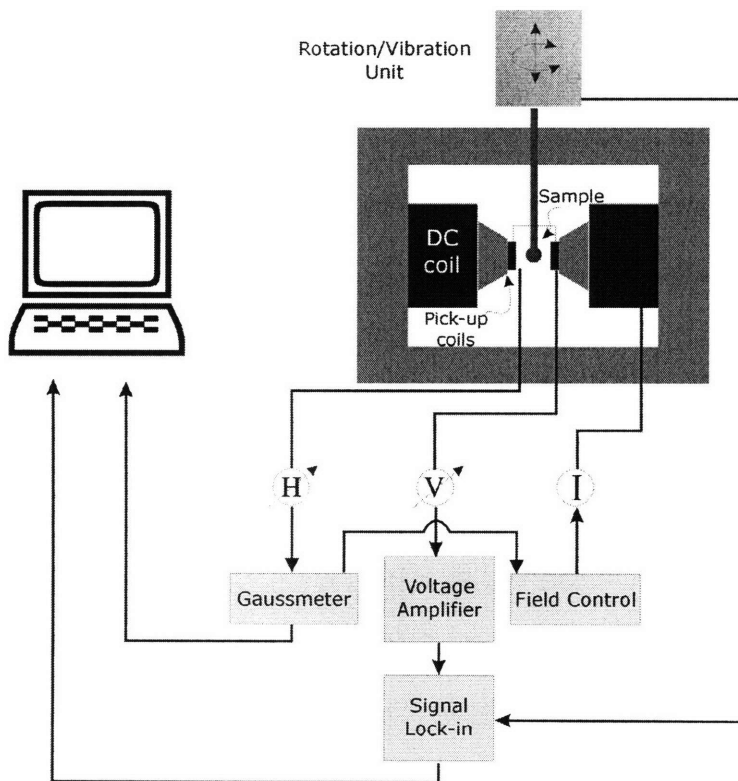 Rotation/Vibration
Unit
Sample
DC
coil
Pick-up
coils
H
V
I
Gaussmeter
Voltage
Amplifier
Field Control
Signal
Lock-in